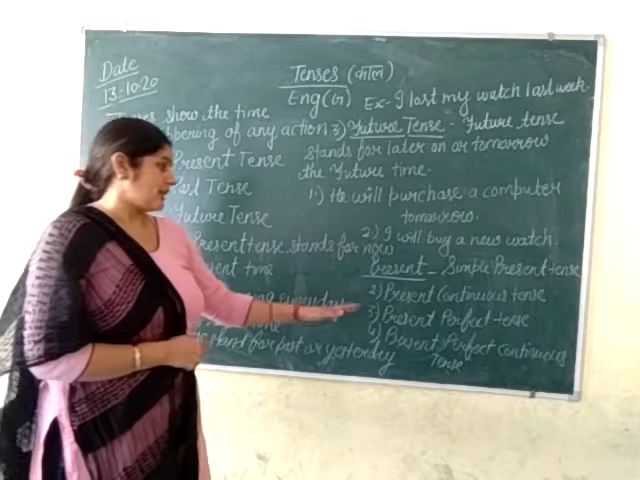 Date
13-10-20
Tenses (काल)
Eng(G)
Ex- I lost my watch last week.
show the time
of any action
Present Tense
Tense
Future Tense
Present tense stands for now
time
everyday
stand for past or yesterday
3) Future Tense - Future tense
stands for later on or tomorrow
the future time.
1.) He will purchase a computer
tomorrow.
2) I will buy a new watch.
Present - Simple Present tense
2) Present Continuous tense
3) Present Perfect tense
4) Present Perfect continuous
Tense